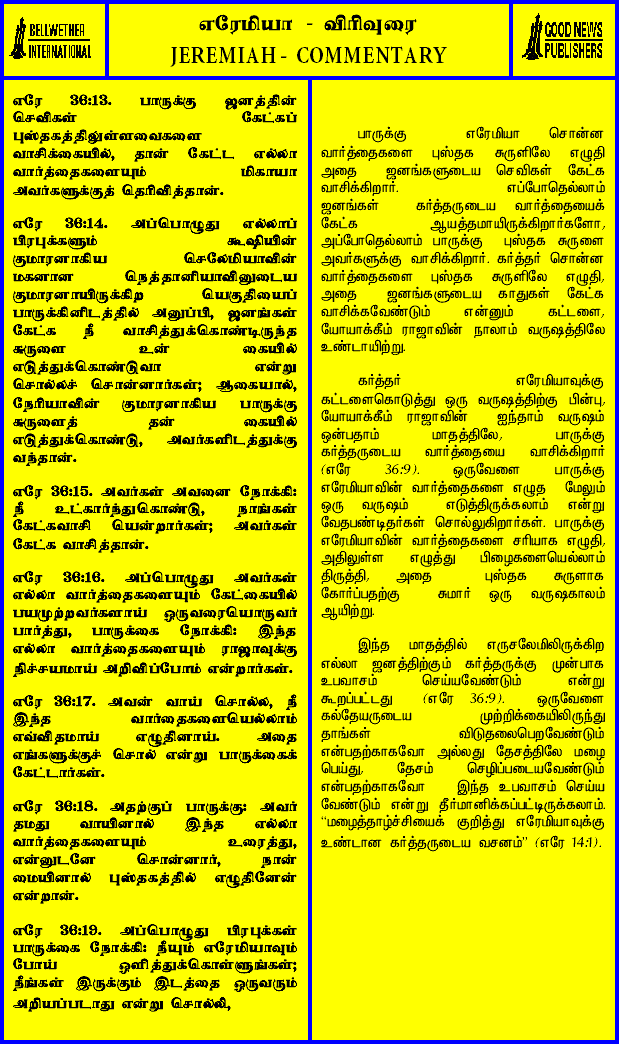 BELLWETHER
INTERNATIONAL
எரேமியா - விரிவுரை
JEREMIAH - COMMENTARY
GOOD NEWS
PUBLISHERS
எரே 36:13. பாருக்கு ஜனத்தின்
செவிகள் கேட்கப்
புஸ்தகத்திலுள்ளவைகளை
வாசிக்கையில், தான் கேட்ட எல்லா
வார்த்தைகளையும் மிகாயா
அவர்களுக்குத் தெரிவித்தான்.
எரே 36:14. அப்பொழுது எல்லாப்
பிரபுக்களும் கூஷியின்
குமாரனாகிய செலேமியாவின்
மகனான நெத்தானியாவினுடைய
குமாரனாயிருக்கிற யெகுதியைப்
பாருக்கினிடத்தில் அனுப்பி, ஜனங்கள்
கேட்க நீ வாசித்துக்கொண்டிருந்த
சுருளை உன் கையில்
எடுத்துக்கொண்டுவா என்று
சொல்லச் சொன்னார்கள்; ஆகையால்,
நேரியாவின் குமாரனாகிய பாருக்கு
சுருளைத் தன் கையில்
எடுத்துக்கொண்டு, அவர்களிடத்துக்கு
வந்தான்.
எரே 36:15. அவர்கள் அவனை நோக்கி:
நீ உட்கார்ந்துகொண்டு, நாங்கள்
கேட்கவாசி யென்றார்கள்; அவர்கள்
கேட்க வாசித்தான்.
எரே 36:16. அப்பொழுது அவர்கள்
எல்லா வார்த்தைகளையும் கேட்கையில்
பயமுற்றவர்களாய் ஒருவரையொருவர்
பார்த்து, பாருக்கை நோக்கி: இந்த
எல்லா வார்த்தைகளையும் ராஜாவுக்கு
நிச்சயமாய் அறிவிப்போம் என்றார்கள்.
எரே 36:17. அவன் வாய் சொல்ல, நீ
இந்த வார்தைகளையெல்லாம்
எவ்விதமாய் எழுதினாய். அதை
எங்களுக்குச் சொல் என்று பாருக்கைக்
கேட்டார்கள்.
எரே 36:18. அதற்குப் பாருக்கு: அவர்
தமது வாயினால் இந்த எல்லா
வார்த்தைகளையும் உரைத்து,
என்னுடனே சொன்னார், நான்
மையினால் புஸ்தகத்தில் எழுதினேன்
என்றான்.
எரே 36:19. அப்பொழுது பிரபுக்கள்
பாருக்கை நோக்கி: நீயும் எரேமியாவும்
போய் ஒளித்துக்கொள்ளுங்கள்;
நீங்கள் இருக்கும் இடத்தை ஒருவரும்
அறியப்படாது என்று சொல்லி,
பாருக்கு எரேமியா சொன்ன
வார்த்தைகளை புஸ்தக சுருளிலே எழுதி
அதை ஜனங்களுடைய செவிகள் கேட்க
வாசிக்கிறார். எப்போதெல்லாம்
ஜனங்கள் கர்த்தருடைய வார்த்தையைக்
கேட்க ஆயத்தமாயிருக்கிறார்களோ,
அப்போதெல்லாம் பாருக்கு புஸ்தக சுருளை
அவர்களுக்கு வாசிக்கிறார். கர்த்தர் சொன்ன
வார்த்தைகளை புஸ்தக சுருளிலே எழுதி,
அதை ஜனங்களுடைய காதுகள் கேட்க
வாசிக்கவேண்டும் என்னும் கட்டளை,
யோயாக்கீம் ராஜாவின் நாலாம் வருஷத்திலே
உண்டாயிற்று.
கர்த்தர் எரேமியாவுக்கு
கட்டளைகொடுத்து ஒரு வருஷத்திற்கு பின்பு,
யோயாக்கீம் ராஜாவின் ஐந்தாம் வருஷம்
ஒன்பதாம் மாதத்திலே, பாருக்கு
கர்த்தருடைய வார்த்தையை வாசிக்கிறார்
(எரே 36:9). ஒருவேளை பாருக்கு
எரேமியாவின் வார்த்தைகளை எழுத மேலும்
ஒரு வருஷம் எடுத்திருக்கலாம் என்று
வேதபண்டிதர்கள் சொல்லுகிறார்கள். பாருக்கு
எரேமியாவின் வார்த்தைகளை சரியாக எழுதி,
அதிலுள்ள எழுத்து பிழைகளையெல்லாம்
திருத்தி, அதை புஸ்தக சுருளாக
கோர்ப்பதற்கு சுமார் ஒரு வருஷகாலம்
ஆயிற்று.
இந்த மாதத்தில் எருசலேமிலிருக்கிற
எல்லா ஜனத்திற்கும் கர்த்தருக்கு முன்பாக
உபவாசம் செய்யவேண்டும் என்று
கூறப்பட்டது (எரே 36:9). ஒருவேளை
கல்தேயருடைய முற்றிக்கையிலிருந்து
தாங்கள் விடுதலைபெறவேண்டும்
என்பதற்காகவோ அல்லது தேசத்திலே மழை
பெய்து, தேசம் செழிப்படையவேண்டும்
என்பதற்காகவோ இந்த உபவாசம் செய்ய
வேண்டும் என்று தீர்மானிக்கப்பட்டிருக்கலாம்.
“மழைத்தாழ்ச்சியைக் குறித்து எரேமியாவுக்கு
உண்டான கர்த்தருடைய வசனம்” (எரே 14:1).